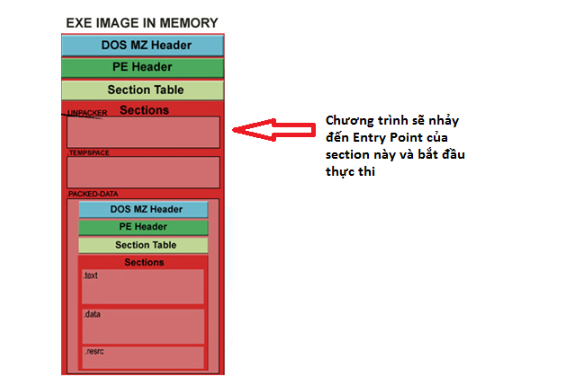 EXE IMAGE IN MEMORY
DOS MZ Header
PE Header
Section Table
Sections
UNPACKER
Chương trình sẽ nhảy
đến Entry Point của
section này và bắt đầu
thực thi
.TEMPSPACE
.PACKED-DATA
DOS MZ Header
PE Header
Section Table
Sections
.text
.data
.resrc